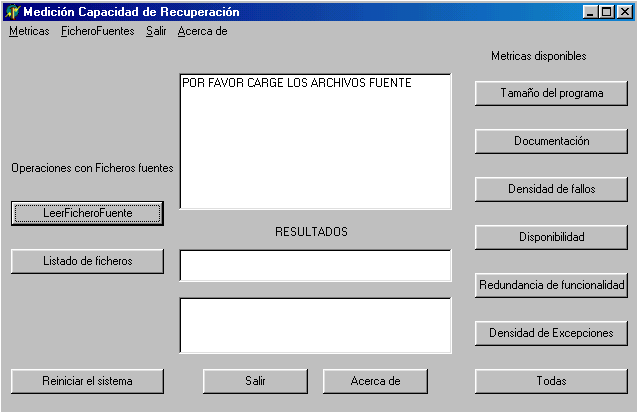 Medición Capacidad de Recuperación
Metricas FicheroFuentes Salir Acerca de
Metricas disponibles
POR FAVOR CARGE LOS ARCHIVOS FUENTE
Tamaño del programa
Documentación
Operaciones con Ficheros fuentes
Densidad de fallos
LeerFicheroFuente
RESULTADOS
Disponibilidad
Listado de ficheros
Redundancia de funcionalidad
Densidad de Excepciones
Reiniciar el sistema
Salir
Acerca de
Todas